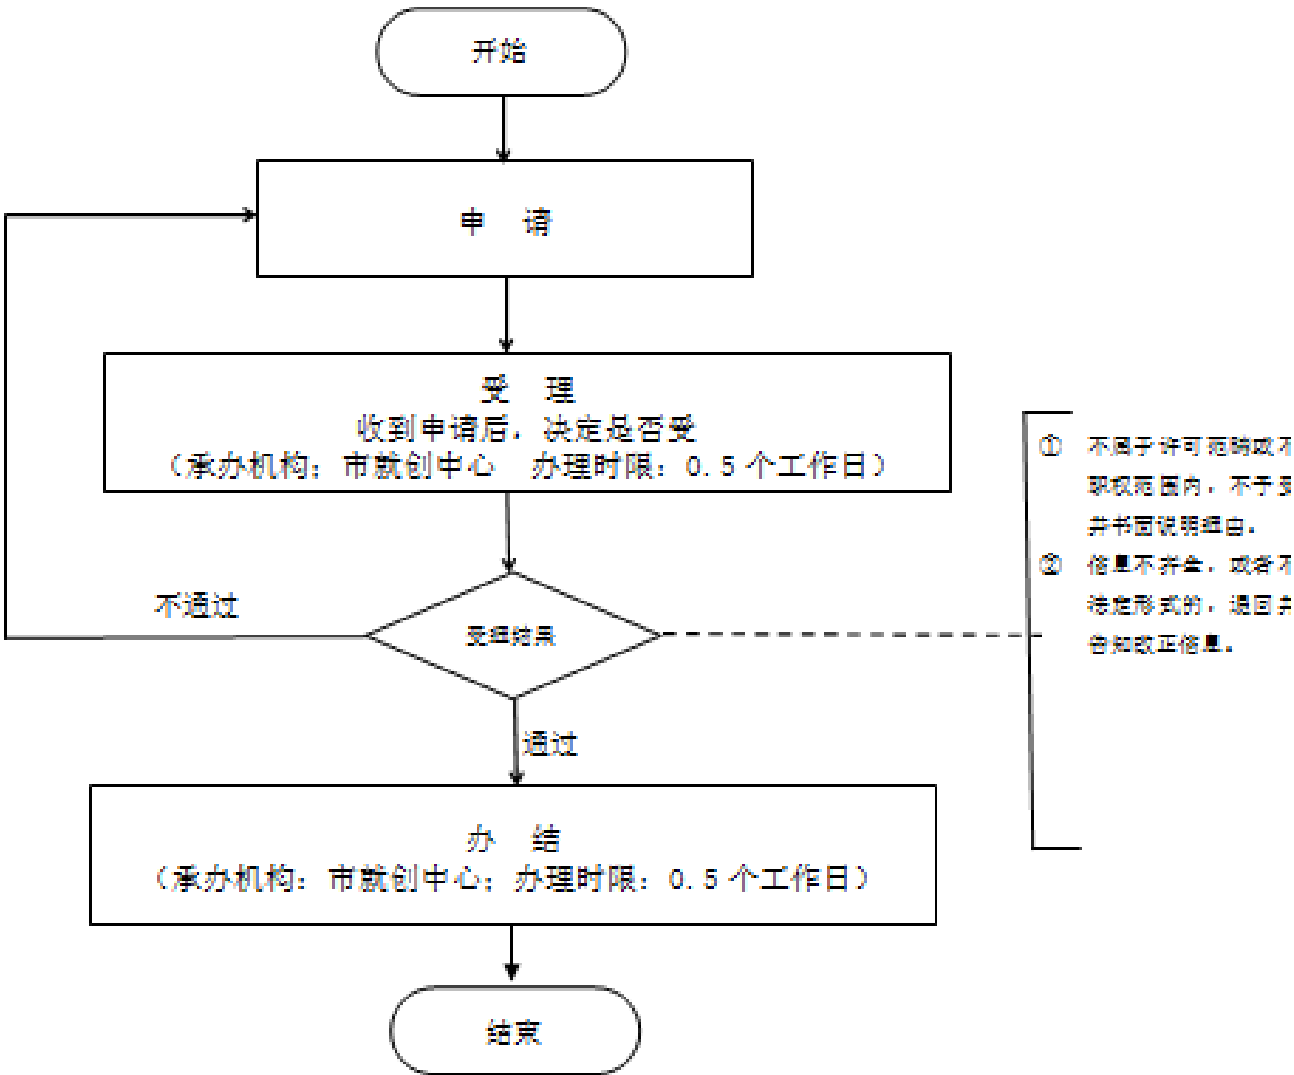 开始
申 请
受 理
收到申请后，决定是否受
（承办机构：市就创中心 办理时限：0.5个工作日）
不通过
受理结果
① 不属于许可范畴或不
职权范围内，不予受
并书面说明理由。
② 信息不齐全，或者不
法定形式的，退回并
告知改正信息。
通过
办 结
（承办机构：市就创中心；办理时限：0.5个工作日）
结束